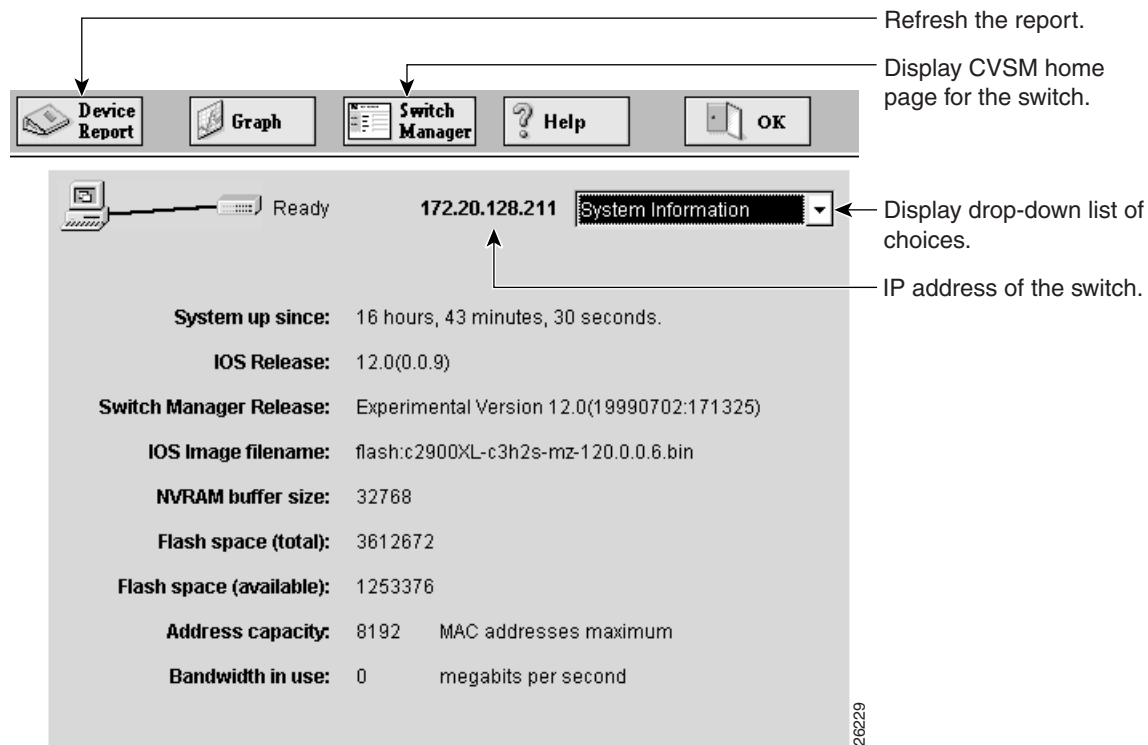 Refresh the report.
Display CVSM home
page for the switch.
Device
Report
Graph
Switch
Manager
Help
OK
Ready
172.20.128.211
System Information
Display drop-down list of
choices.
IP address of the switch.
System up since: 16 hours, 43 minutes, 30 seconds.
IOS Release: 12.0(0.0.9)
Switch Manager Release: Experimental Version 12.0(19990702:171325)
IOS Image filename: flash:c2900XL-c3h2s-mz-120.0.0.6.bin
NVRAM buffer size: 32768
Flash space (total): 3612672
Flash space (available): 1253376
Address capacity: 8192 MAC addresses maximum
Bandwidth in use: 0 megabits per second
26229